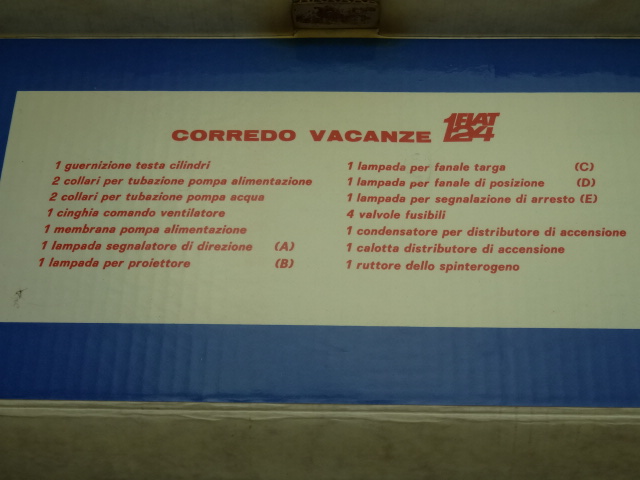 CORREDO VACANZE FIAT 124
1 guernizione testa cilindri
2 collari per tubazione pompa alimentazione
2 collari per tubazione pompa acqua
1 cinghia comando ventilatore
1 membrana pompa alimentazione
1 lampada segnalatore di direzione (A)
1 lampada per proiettore (B)
1 lampada per fanale targa (C)
1 lampada per fanale di posizione (D)
1 lampada per segnalazione di arresto (E)
4 valvole fusibili
1 condensatore per distributore di accensione
1 calotta distributore di accensione
1 ruttore dello spinterogeno